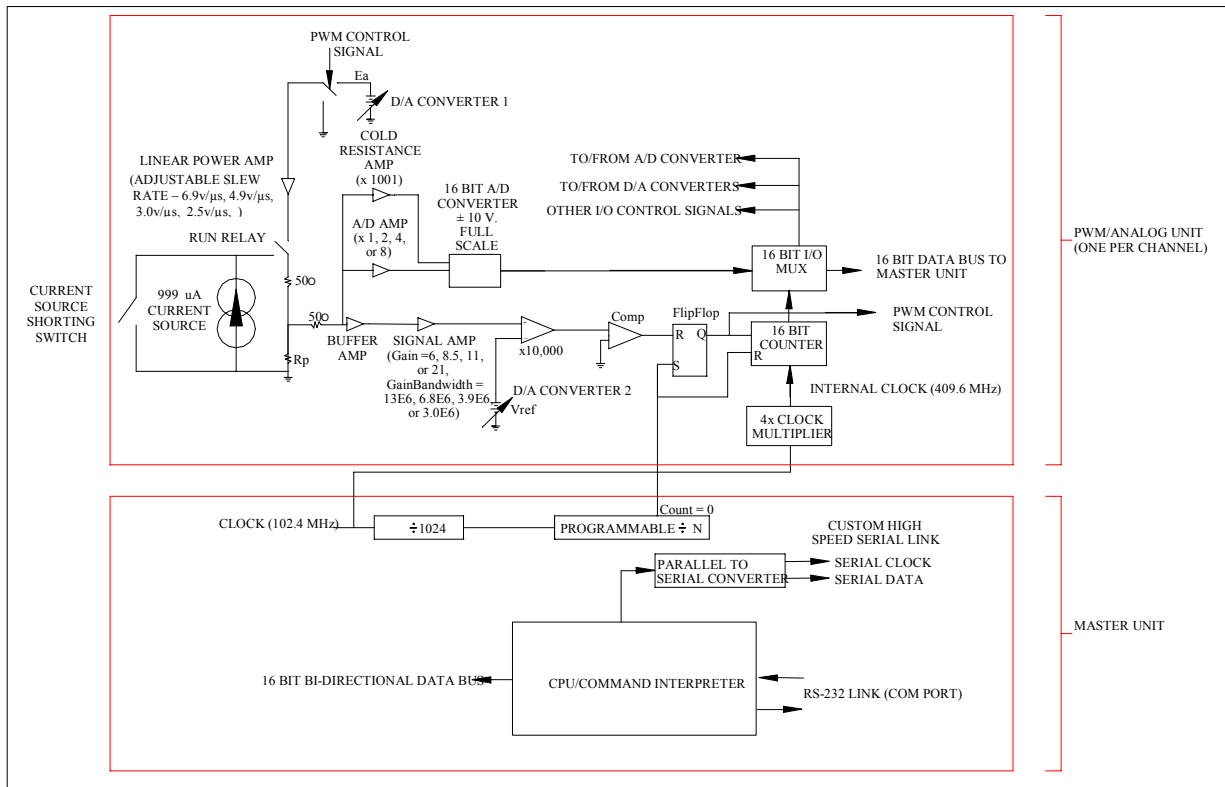 PWM CONTROL
SIGNAL
Ea
D/A CONVERTER 1
COLD
RESISTANCE
AMP
(x 1001)
LINEAR POWER AMP
(ADJUSTABLE SLEW
RATE – 6.9v/µs, 4.9v/µs,
3.0v/µs, 2.5v/µs, )
16 BIT A/D
CONVERTER
± 10 V.
FULL
SCALE
A/D AMP
(x 1, 2, 4,
or 8)
TO/FROM A/D CONVERTER
TO/FROM D/A CONVERTERS
OTHER I/O CONTROL SIGNALS
RUN RELAY
16 BIT I/O
MUX
16 BIT DATA BUS TO
MASTER UNIT
PWM/ANALOG UNIT
(ONE PER CHANNEL)
CURRENT
SOURCE
SHORTING
SWITCH
999 uA
CURRENT
SOURCE
50o
50o
Rp
BUFFER
AMP
SIGNAL AMP
(Gain =6, 8.5, 11,
or 21,
GainBandwidth =
13E6, 6.8E6, 3.9E6,
or 3.0E6)
+
–
x10,000
Comp
FlipFlop
R Q
S
16 BIT
COUNTER
R
PWM CONTROL
SIGNAL
D/A CONVERTER 2
Vref
INTERNAL CLOCK (409.6 MHz)
4x CLOCK
MULTIPLIER
CLOCK (102.4 MHz)
÷1024
Count = 0
PROGRAMMABLE ÷ N
CUSTOM HIGH
SPEED SERIAL LINK
PARALLEL TO
SERIAL CONVERTER
SERIAL CLOCK
SERIAL DATA
MASTER UNIT
16 BIT BI-DIRECTIONAL DATA BUS
CPU/COMMAND INTERPRETER
RS-232 LINK (COM PORT)